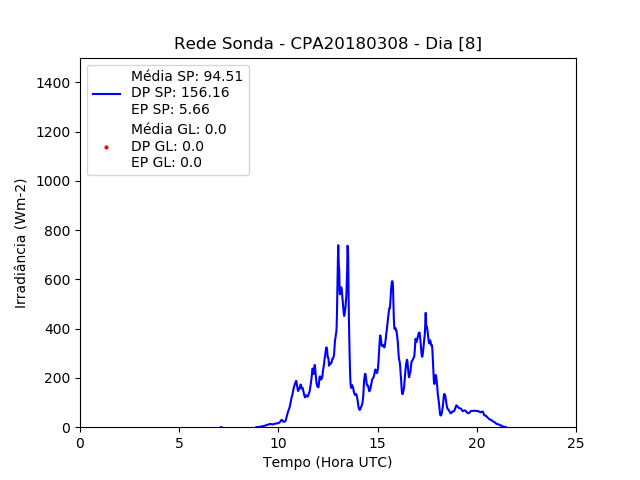 Rede Sonda - CPA20180308 - Dia [8]
Média SP: 94.51
DP SP: 156.16
EP SP: 5.66
Média GL: 0.0
DP GL: 0.0
EP GL: 0.0
Irradiância (Wm-2)
1400
1200
1000
800
600
400
200
0
0 5 10 15 20 25
Tempo (Hora UTC)